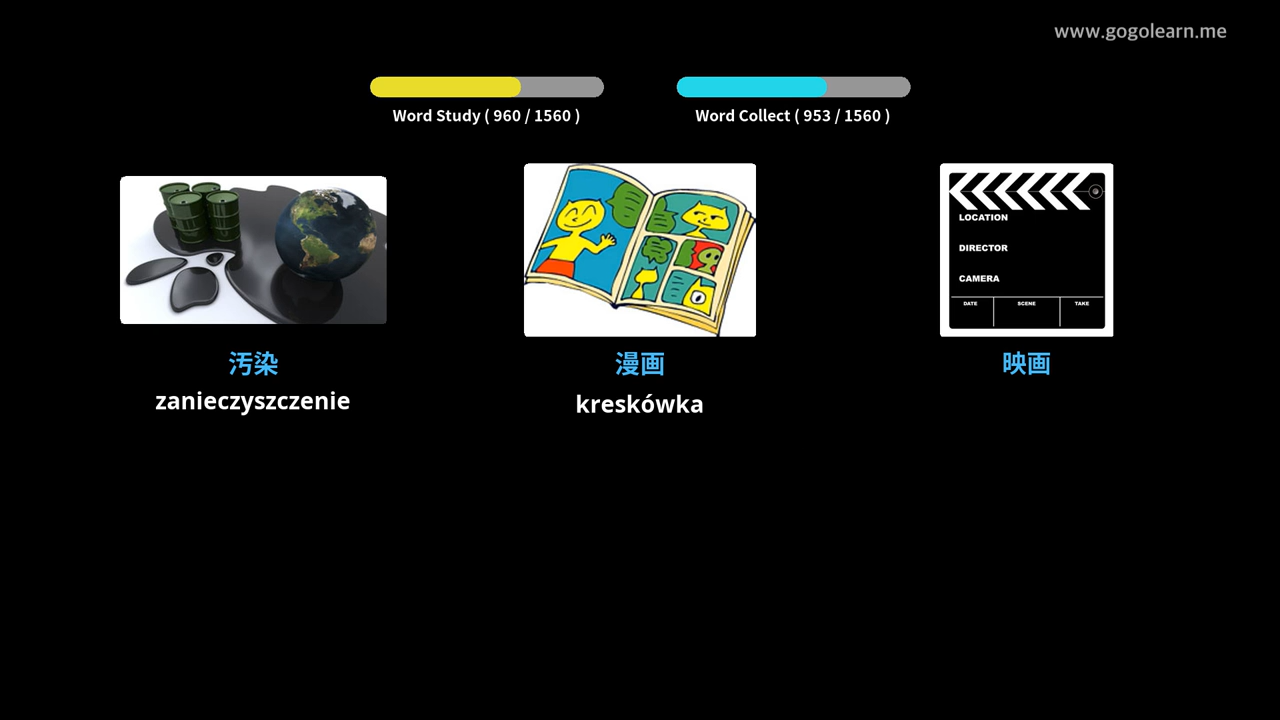 www.gogolearn.me
Word Study ( 960 / 1560 )
Word Collect ( 953 / 1560 )
LOCATION
DIRECTOR
CAMERA
DATE
SCENE
TAKE
汚染
漫画
映画
zanieczyszczenie
kreskówka